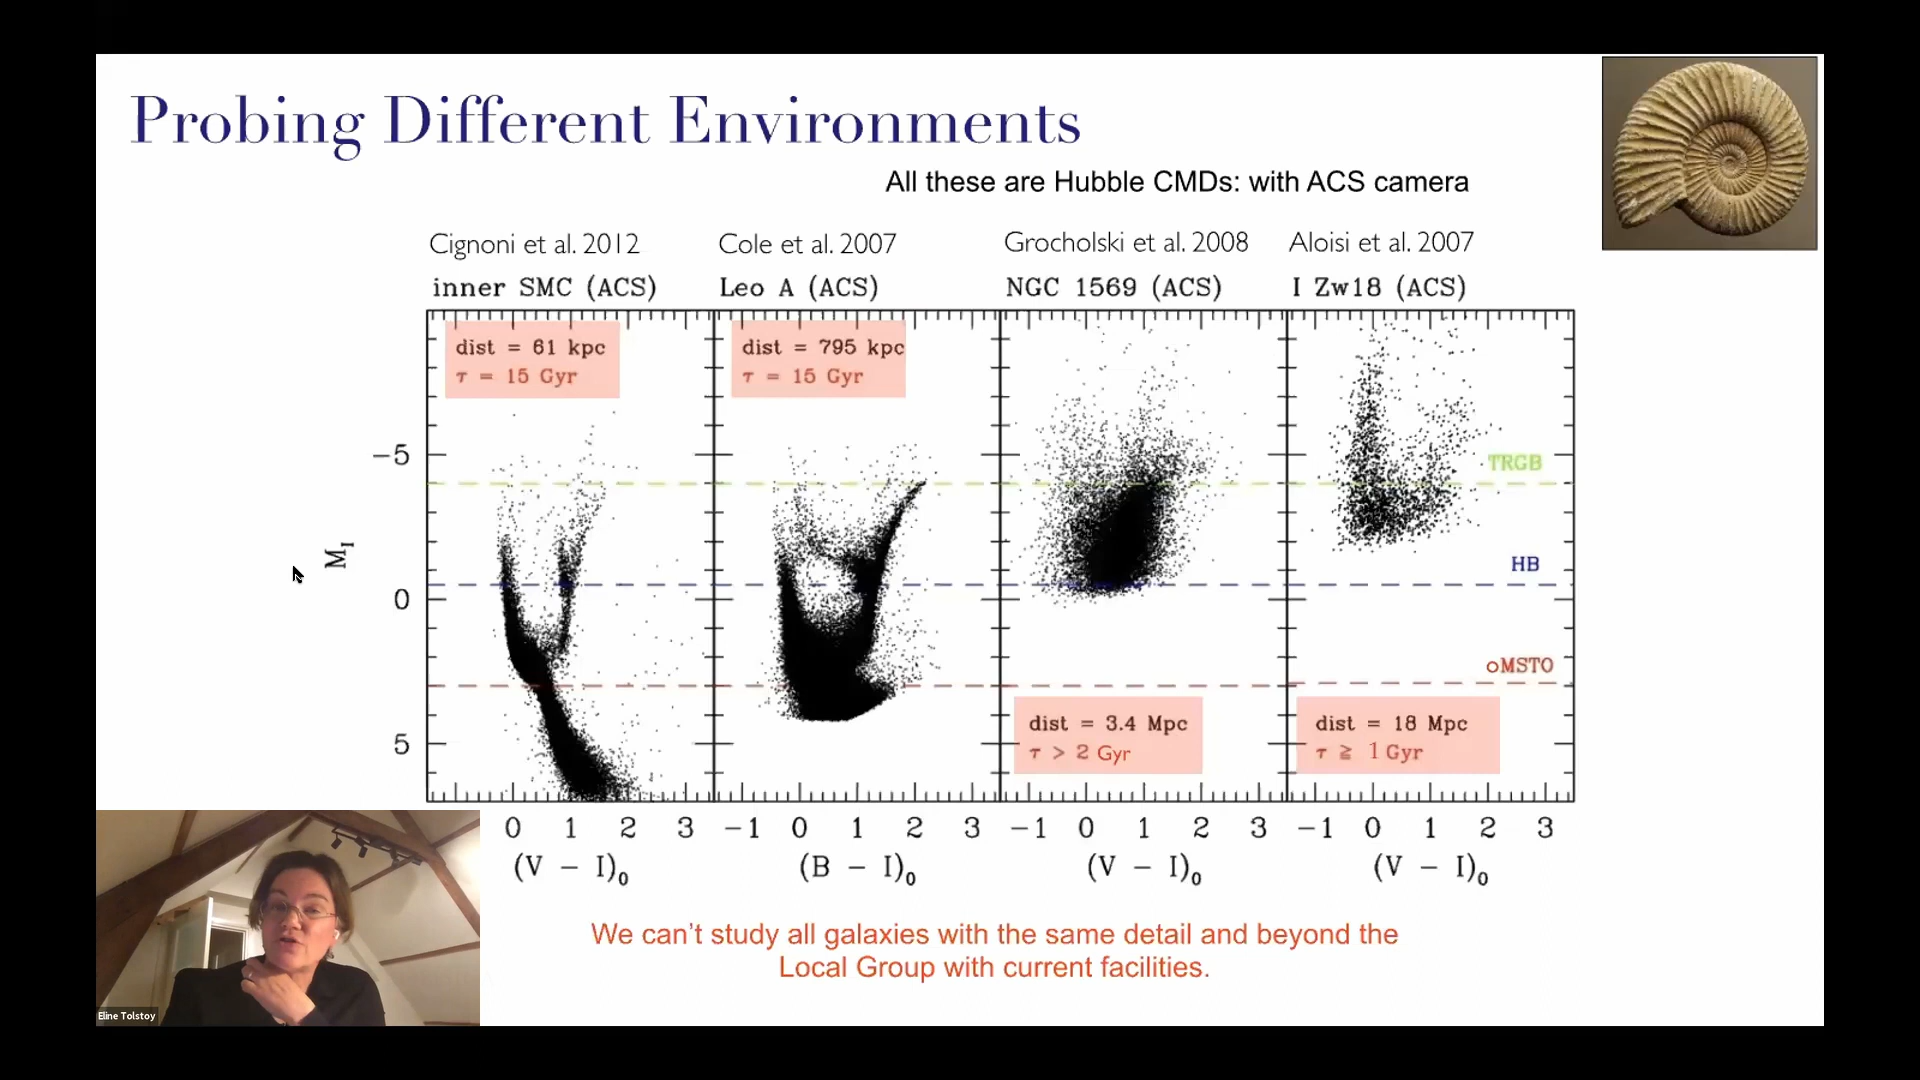 Probing Different Environments
All these are Hubble CMDs: with ACS camera
Cignoni et al. 2012
Cole et al. 2007
Grocholski et al. 2008
Aloisi et al. 2007
inner SMC (ACS)
Leo A (ACS)
NGC 1569 (ACS)
I Zw18 (ACS)
dist = 61 kpc
τ = 15 Gyr
dist = 795 kpc
τ = 15 Gyr
TRGB
HB
oMSTO
dist = 3.4 Mpc
τ > 2 Gyr
dist = 18 Mpc
τ ≧ 1 Gyr
M_I
−5
0
5
0 1 2 3
−1 0 1 2 3
−1 0 1 2 3
−1 0 1 2 3
(V − I)₀
(B − I)₀
(V − I)₀
(V − I)₀
We can't study all galaxies with the same detail and beyond the
Local Group with current facilities.
Eline Tolstoy